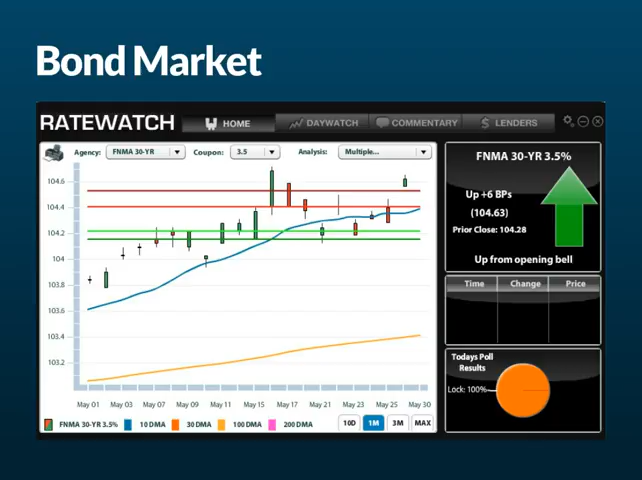 Bond Market
RATEWATCH
HOME
DAYWATCH
COMMENTARY
$ LENDERS
Agency: FNMA 30-YR
Coupon: 3.5
Analysis: Multiple...
104.6
104.4
104.2
104
103.8
103.6
103.4
103.2
May 01 May 03 May 07 May 09 May 11 May 15 May 17 May 21 May 23 May 25 May 30
FNMA 30-YR 3.5% 10 DMA 30 DMA 100 DMA 200 DMA
10D 1M 3M MAX
FNMA 30-YR 3.5%
Up +6 BPs
(104.63)
Prior Close: 104.28
Up from opening bell
Time Change Price
Todays Poll
Results
Lock: 100%